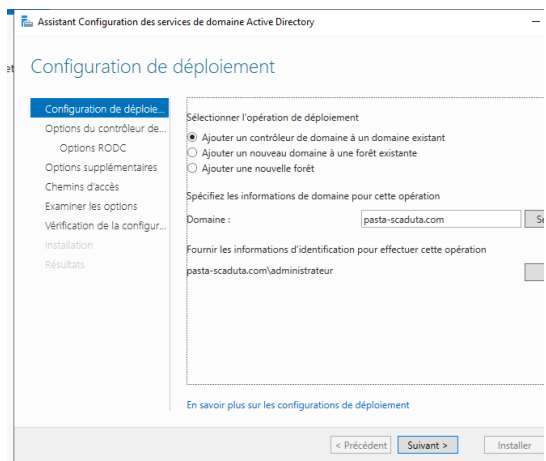 Assistant Configuration des services de domaine Active Directory
Configuration de déploiement
Configuration de déploie...
Options du contrôleur de...
Options RODC
Options supplémentaires
Chemins d'accès
Examiner les options
Vérification de la configur...
Installation
Résultats
Sélectionner l'opération de déploiement
Ajouter un contrôleur de domaine à un domaine existant
Ajouter un nouveau domaine à une forêt existante
Ajouter une nouvelle forêt
Spécifiez les informations de domaine pour cette opération
Domaine : pasta-scaduta.com Sé
Fournir les informations d'identification pour effectuer cette opération
pasta-scaduta.com\administrateur
En savoir plus sur les configurations de déploiement
< Précédent Suivant > Installer